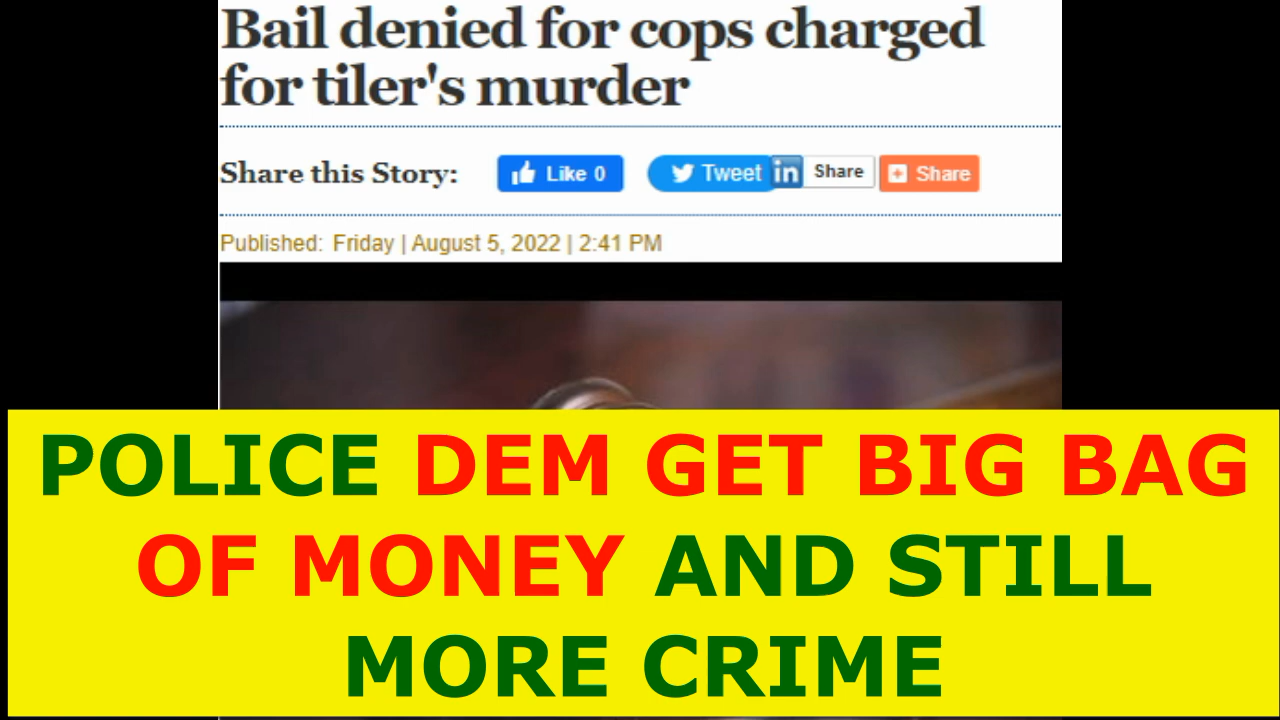 Bail denied for cops charged
for tiler's murder
Share this Story: Like 0 Tweet in Share Share
Published: Friday | August 5, 2022 | 2:41 PM
POLICE DEM GET BIG BAG
OF MONEY AND STILL
MORE CRIME